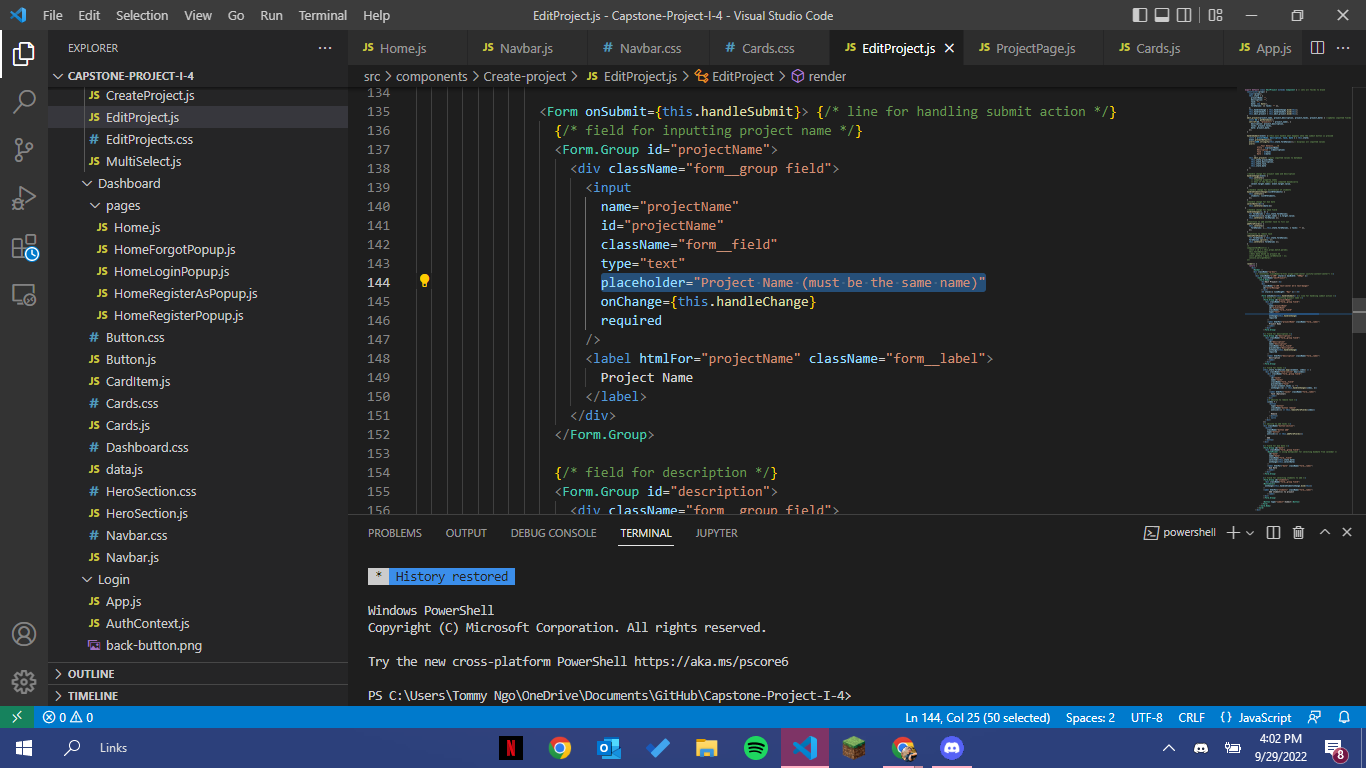 File Edit Selection View Go Run Terminal Help EditProject.js - Capstone-Project-I-4 - Visual Studio Code
EXPLORER
CAPSTONE-PROJECT-I-4
JS CreateProject.js
JS EditProject.js
# EditProjects.css
JS MultiSelect.js
Dashboard
pages
JS Home.js
JS HomeForgotPopup.js
JS HomeLoginPopup.js
JS HomeRegisterAsPopup.js
JS HomeRegisterPopup.js
# Button.css
JS Button.js
JS CardItem.js
# Cards.css
JS Cards.js
# Dashboard.css
JS data.js
# HeroSection.css
JS HeroSection.js
# Navbar.css
JS Navbar.js
Login
JS App.js
JS AuthContext.js
back-button.png
OUTLINE
TIMELINE
JS Home.js JS Navbar.js # Navbar.css # Cards.css JS EditProject.js JS ProjectPage.js JS Cards.js JS App.js
src > components > Create-project > JS EditProject.js > EditProject > render
134
135 <Form onSubmit={this.handleSubmit}> {/* line for handling submit action */}
136 {/* field for inputting project name */}
137 <Form.Group id="projectName">
138 <div className="form__group field">
139 <input
140 name="projectName"
141 id="projectName"
142 className="form__field"
143 type="text"
144 placeholder="Project Name (must be the same name)"
145 onChange={this.handleChange}
146 required
147 />
148 <label htmlFor="projectName" className="form__label">
149 Project Name
150 </label>
151 </div>
152 </Form.Group>
153
154 {/* field for description */}
155 <Form.Group id="description">
156 <div className="form__group field">
PROBLEMS OUTPUT DEBUG CONSOLE TERMINAL JUPYTER powershell
* History restored
Windows PowerShell
Copyright (C) Microsoft Corporation. All rights reserved.
Try the new cross-platform PowerShell https://aka.ms/pscore6
PS C:\Users\Tommy Ngo\OneDrive\Documents\GitHub\Capstone-Project-I-4>
0 0 Ln 144, Col 25 (50 selected) Spaces: 2 UTF-8 CRLF {} JavaScript
Links
N
4:02 PM
9/29/2022
8